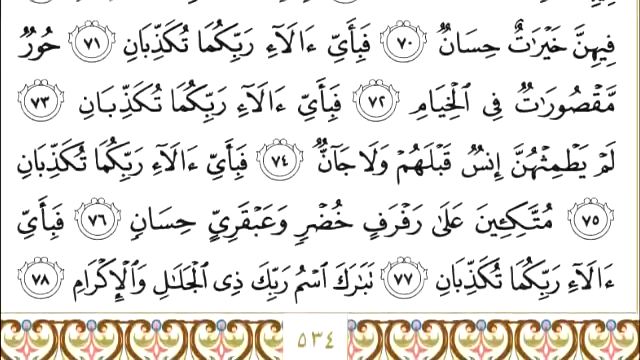 فِيهِنَّ خَيْرَٰتٌ حِسَانٌ ٧٠ فَبِأَىِّ ءَالَآءِ رَبِّكُمَا تُكَذِّبَانِ ٧١ حُورٌ
مَّقْصُورَٰتٌ فِى ٱلْخِيَامِ ٧٢ فَبِأَىِّ ءَالَآءِ رَبِّكُمَا تُكَذِّبَانِ ٧٣
لَمْ يَطْمِثْهُنَّ إِنسٌ قَبْلَهُمْ وَلَا جَآنٌّ ٧٤ فَبِأَىِّ ءَالَآءِ رَبِّكُمَا تُكَذِّبَانِ
٧٥ مُتَّكِـِٔينَ عَلَىٰ رَفْرَفٍ خُضْرٍ وَعَبْقَرِىٍّ حِسَانٍ ٧٦ فَبِأَىِّ
ءَالَآءِ رَبِّكُمَا تُكَذِّبَانِ ٧٧ تَبَٰرَكَ ٱسْمُ رَبِّكَ ذِى ٱلْجَلَٰلِ وَٱلْإِكْرَامِ ٧٨
٥٣٤